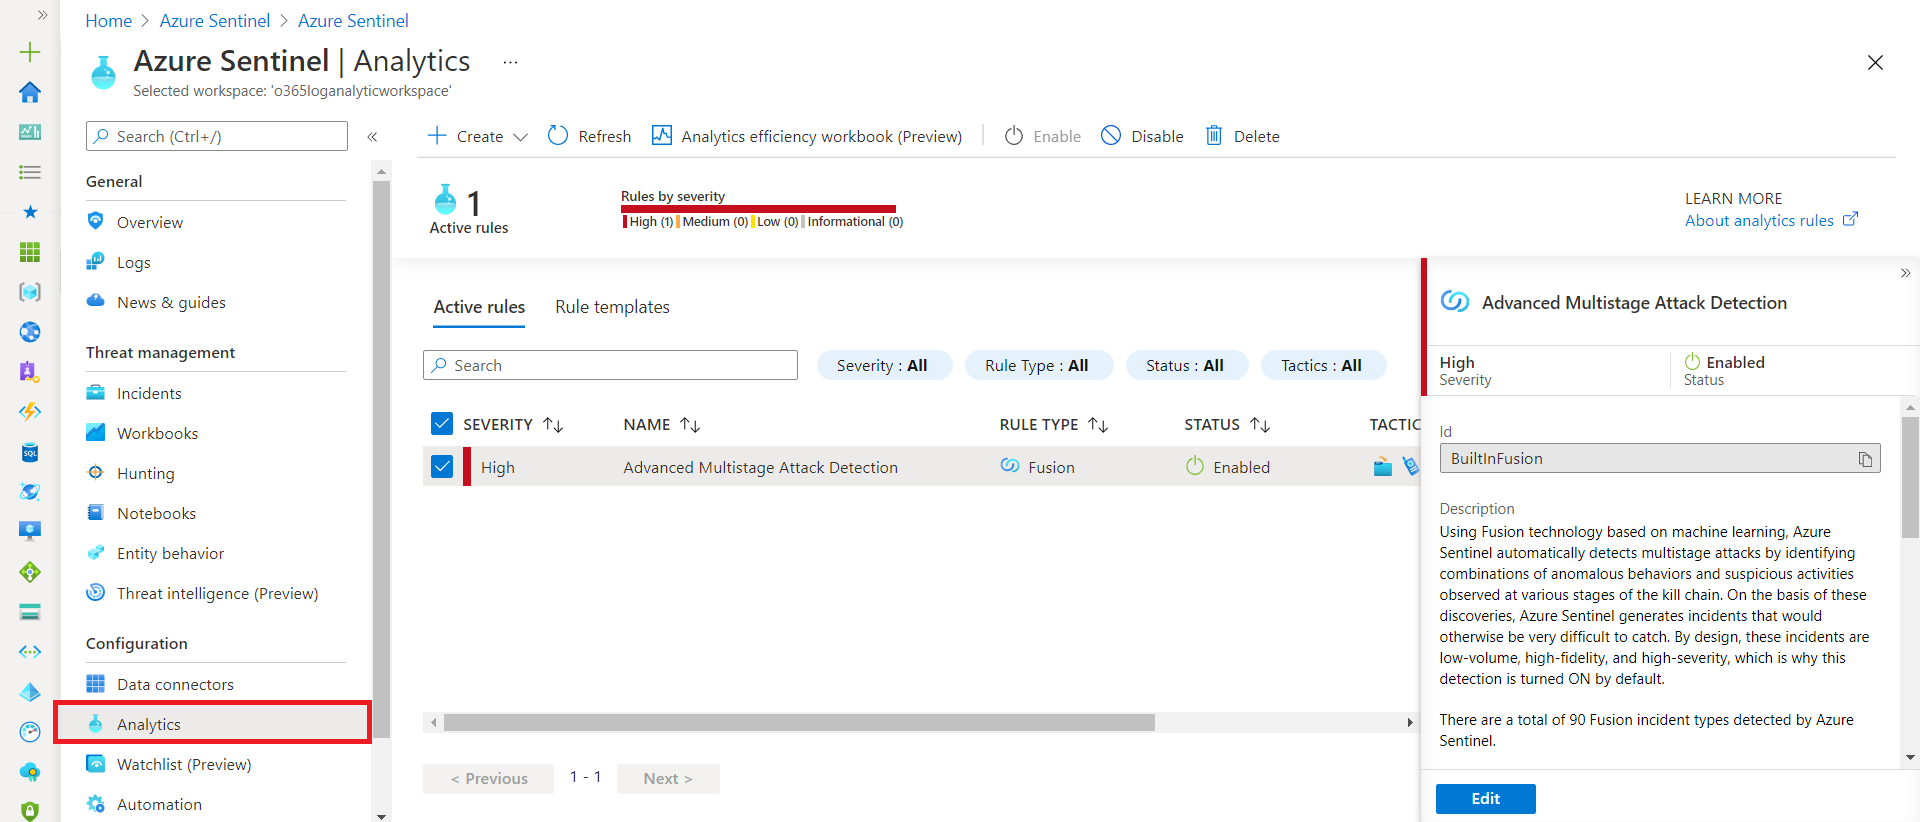 Home > Azure Sentinel > Azure Sentinel
Azure Sentinel | Analytics ...
Selected workspace: 'o365loganalyticworkspace'
Search (Ctrl+/)
General
Overview
Logs
News & guides
Threat management
Incidents
Workbooks
Hunting
Notebooks
Entity behavior
Threat intelligence (Preview)
Configuration
Data connectors
Analytics
Watchlist (Preview)
Automation
Create
Refresh
Analytics efficiency workbook (Preview)
Enable
Disable
Delete
1
Active rules
Rules by severity
High (1) Medium (0) Low (0) Informational (0)
LEARN MORE
About analytics rules
Active rules
Rule templates
Search
Severity : All
Rule Type : All
Status : All
Tactics : All
SEVERITY NAME RULE TYPE STATUS TACTIC
High Advanced Multistage Attack Detection Fusion Enabled
< Previous 1 - 1 Next >
Advanced Multistage Attack Detection
High
Severity
Enabled
Status
Id
BuiltInFusion
Description
Using Fusion technology based on machine learning, Azure
Sentinel automatically detects multistage attacks by identifying
combinations of anomalous behaviors and suspicious activities
observed at various stages of the kill chain. On the basis of these
discoveries, Azure Sentinel generates incidents that would
otherwise be very difficult to catch. By design, these incidents are
low-volume, high-fidelity, and high-severity, which is why this
detection is turned ON by default.
There are a total of 90 Fusion incident types detected by Azure
Sentinel.
Edit
SQL